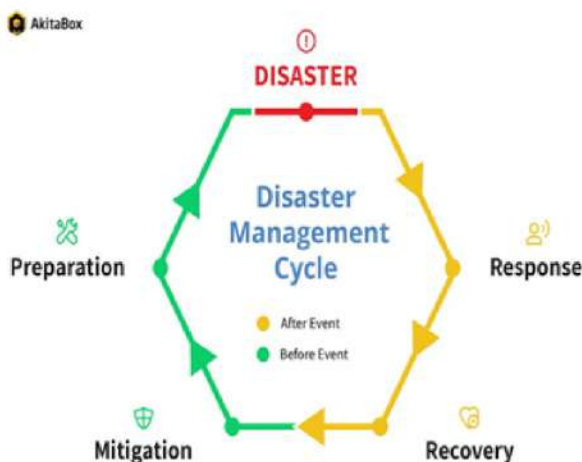 AkitaBox
DISASTER
Disaster
Management
Cycle
Preparation
Response
After Event
Before Event
Mitigation
Recovery